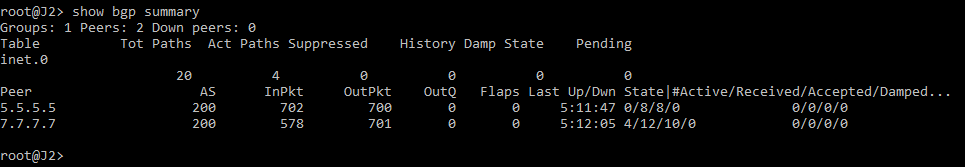 root@J2> show bgp summary
Groups: 1 Peers: 2 Down peers: 0
Table          Tot Paths  Act Paths Suppressed    History Damp State    Pending
inet.0
                      20          4          0          0          0          0
Peer                     AS      InPkt     OutPkt    OutQ   Flaps Last Up/Dwn State|#Active/Received/Accepted/Damped...
5.5.5.5                 200        702        700       0       0     5:11:47 0/8/8/0              0/0/0/0
7.7.7.7                 200        578        701       0       0     5:12:05 4/12/10/0            0/0/0/0
root@J2>